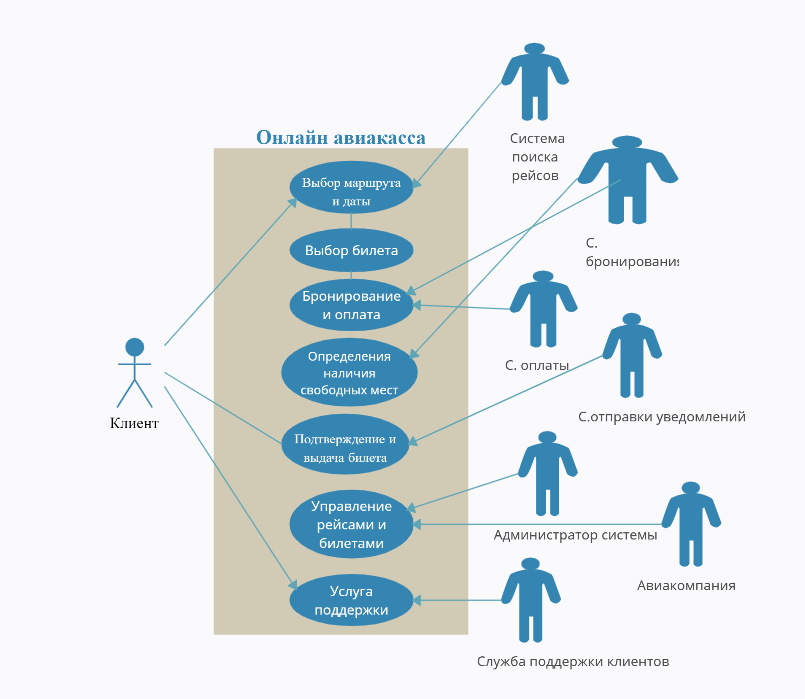 Онлайн авиакасса
Выбор маршрута
и даты
Выбор билета
Бронирование
и оплата
Определения
наличия
свободных мест
Подтверждение и
выдача билета
Управление
рейсами и
билетами
Услуга
поддержки
Клиент
Система
поиска
рейсов
С.
бронирования
С. оплаты
С.отправки уведомлений
Администратор системы
Авиакомпания
Служба поддержки клиентов